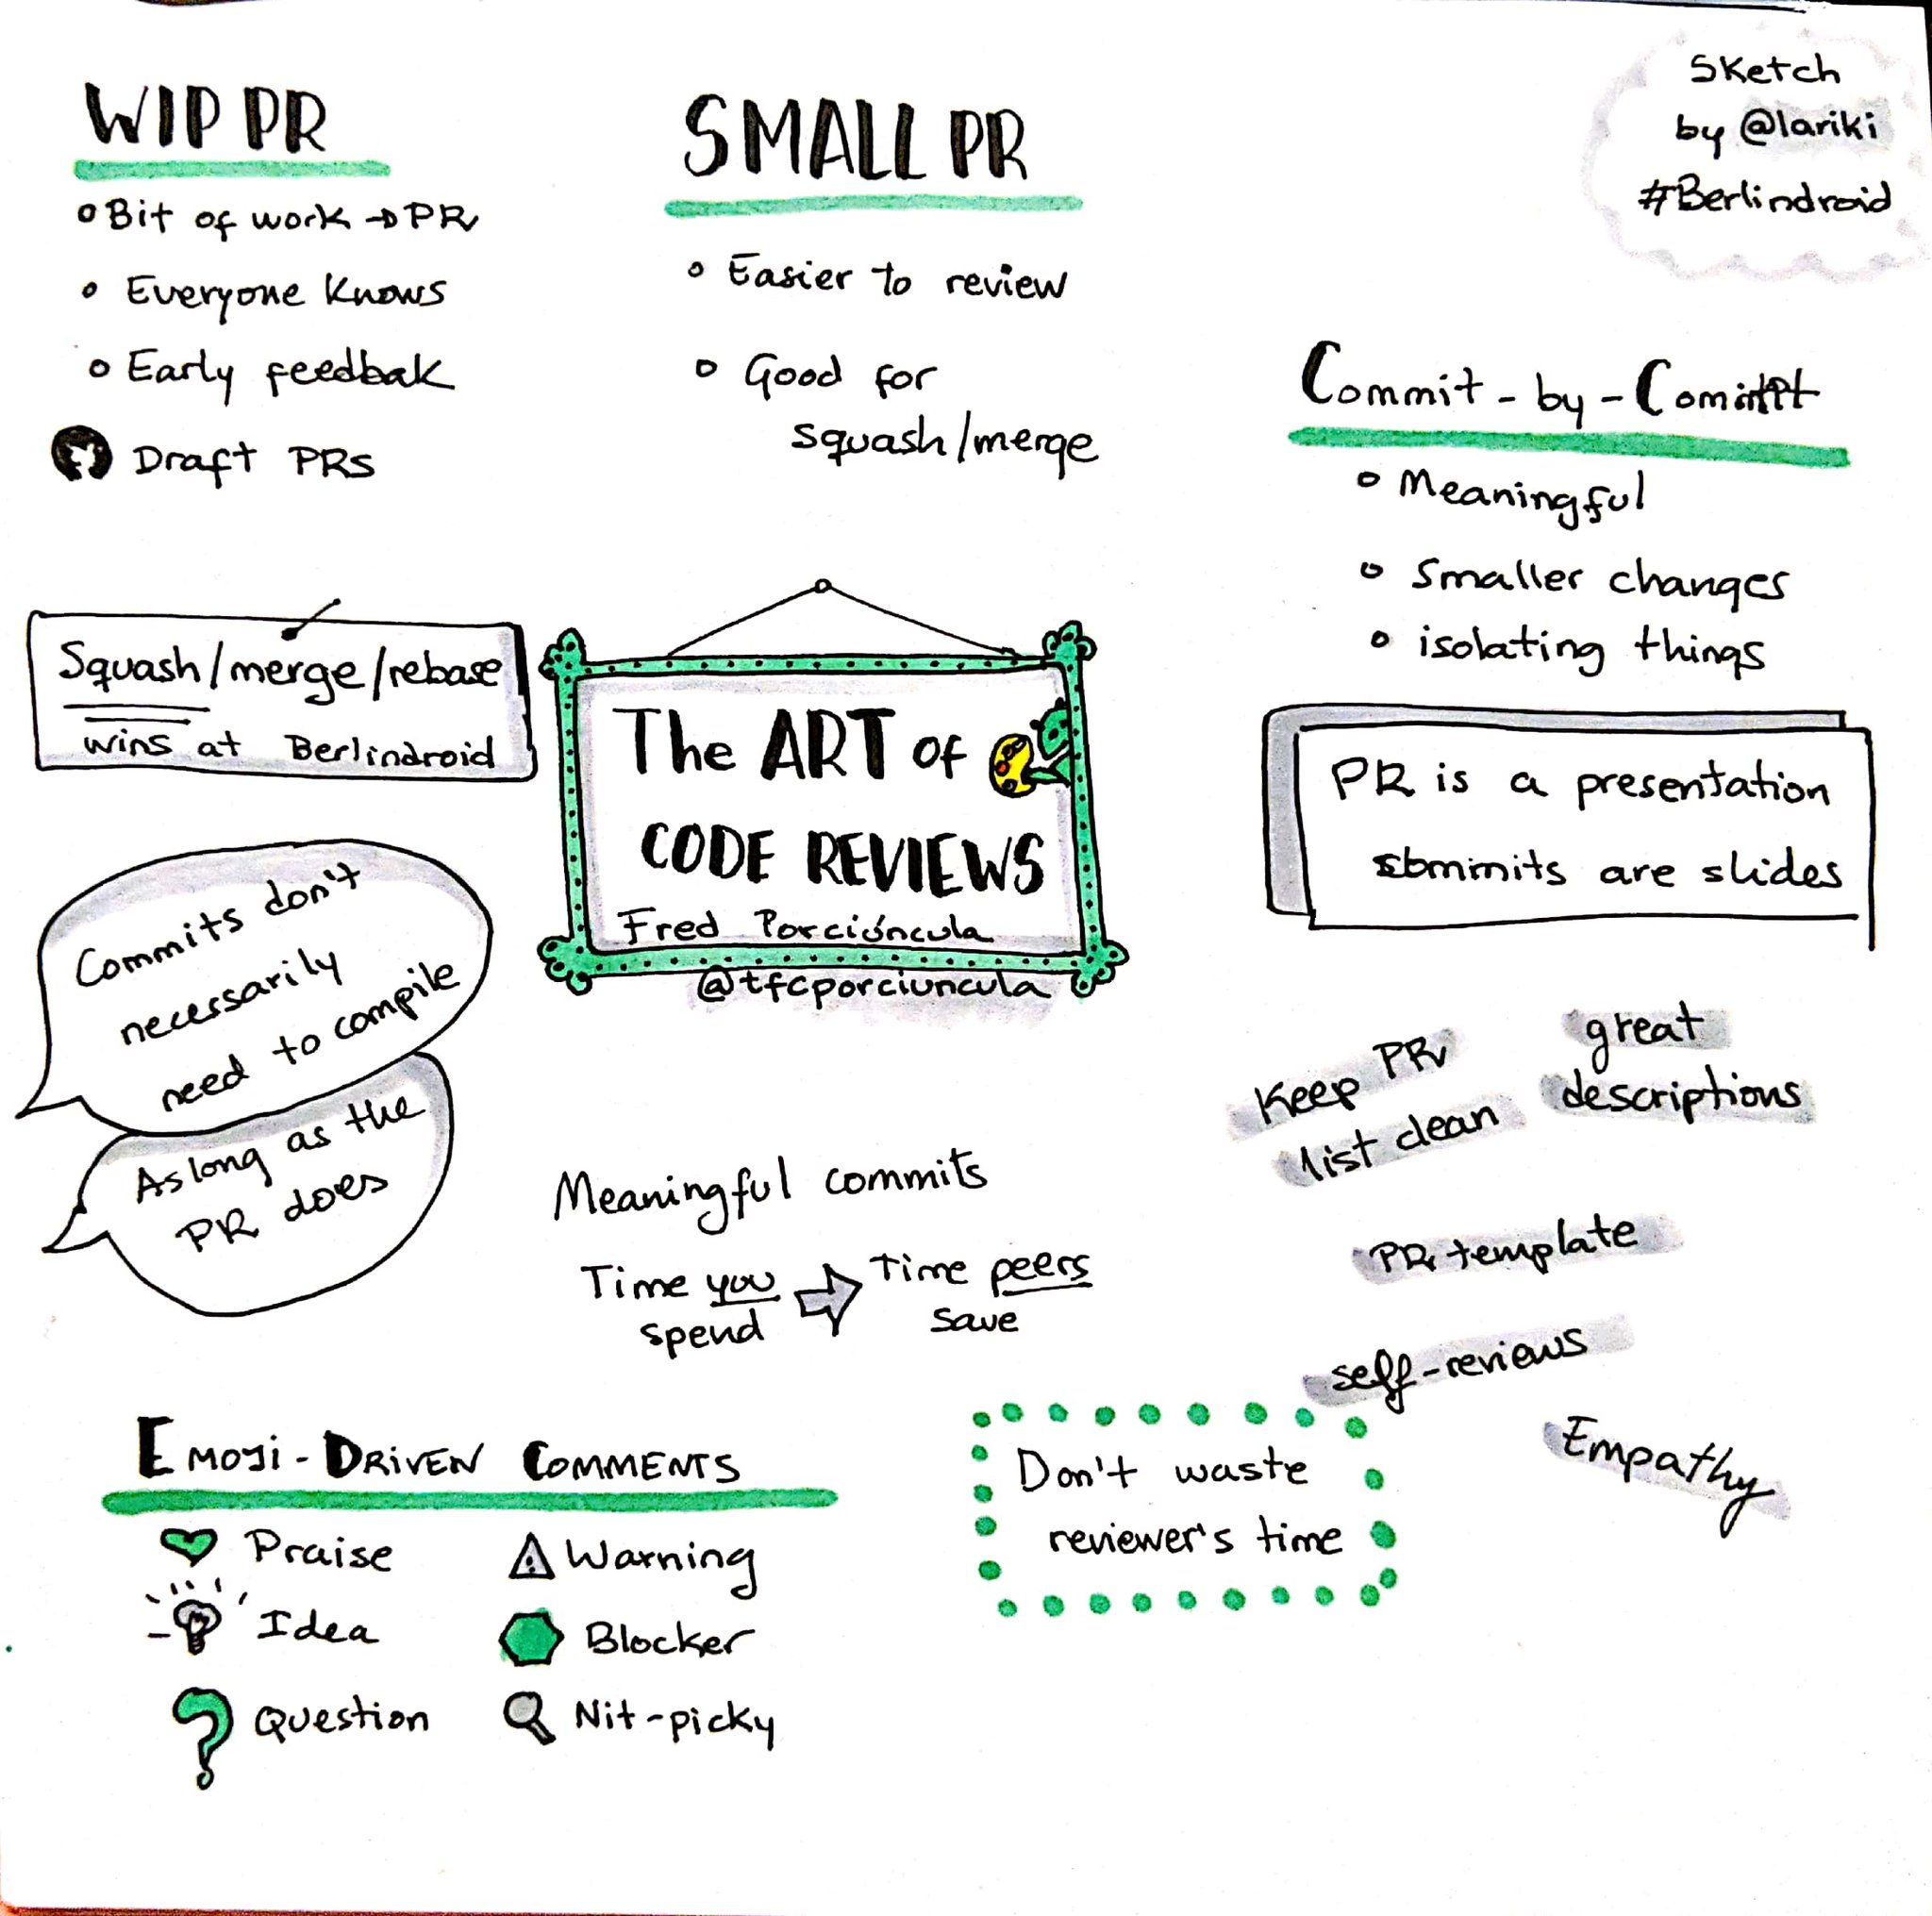 WIP PR
Bit of work → PR
Everyone Knows
Early feedbak
Draft PRs
SMALL PR
Easier to review
Good for
squash/merge
Sketch
by @lariki
#Berlindroid
Commit-by-Commit
Meaningful
Smaller changes
isolating things
Squash/merge/rebase
wins at Berlindroid
The ART of
CODE REVIEWS
Fred Porciúncula
@tfcporciuncula
PR is a presentation
commits are slides
Commits don't
necessarily
need to compile
As long as the
PR does
Meaningful commits
Time you
spend
Time peers
save
Keep PR
list clean
great
descriptions
PR template
self-reviews
Empathy
EMOJI-DRIVEN COMMENTS
Praise
Idea
Question
Warning
Blocker
Nit-picky
Don't waste
reviewer's time